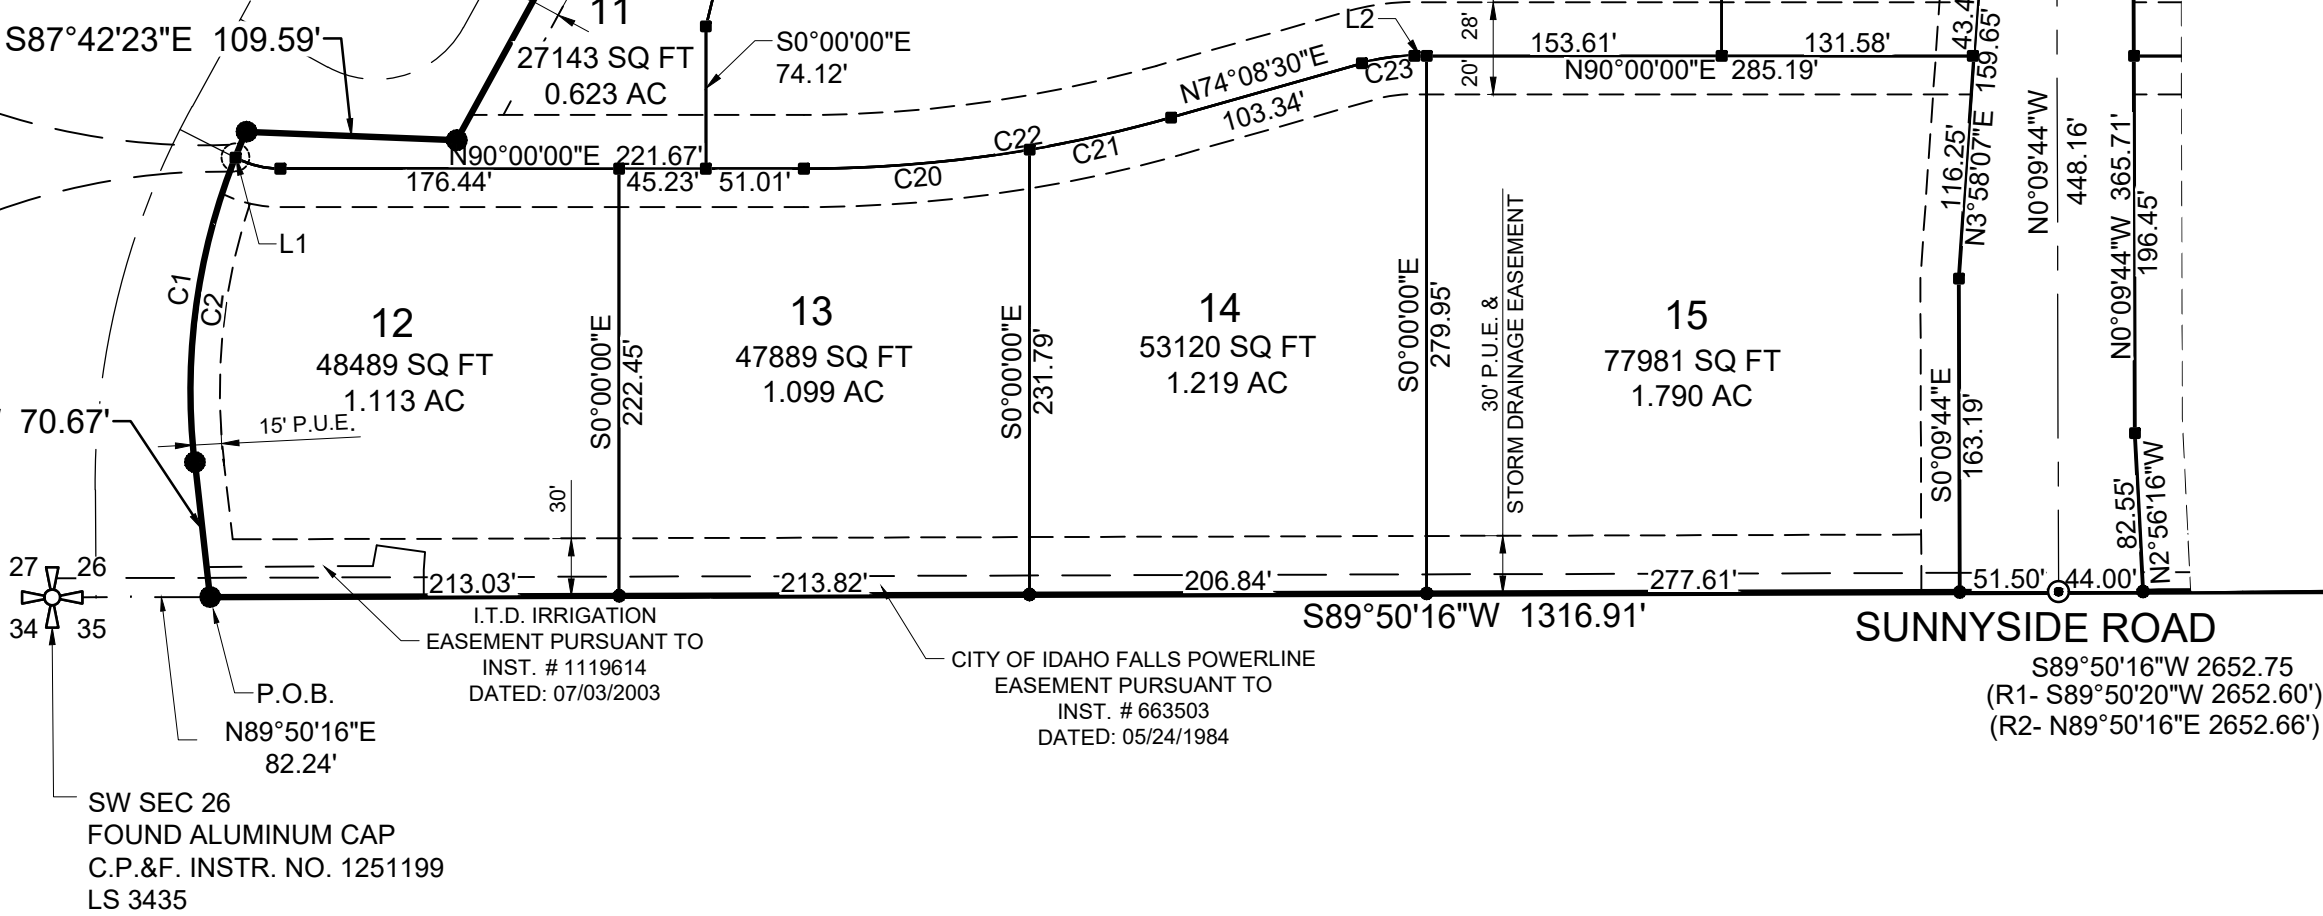 11
27143 SQ FT
0.623 AC
S87°42'23"E 109.59'
S0°00'00"E
74.12'
L2
28'
20'
153.61'
131.58'
N90°00'00"E 285.19'
43.4
159.65'
N3°58'07"E
116.25'
N74°08'30"E
103.34'
C23
C22
C21
C20
N90°00'00"E 221.67'
176.44'
45.23'
51.01'
L1
C1
C2
12
48489 SQ FT
1.113 AC
S0°00'00"E
222.45'
13
47889 SQ FT
1.099 AC
S0°00'00"E
231.79'
14
53120 SQ FT
1.219 AC
S0°00'00"E
279.95'
30' P.U.E. &
STORM DRAINAGE EASEMENT
15
77981 SQ FT
1.790 AC
S0°09'44"E
163.19'
N0°09'44"W
448.16'
N0°09'44"W 365.71'
196.45'
82.55'
N2°56'16"W
70.67'
15' P.U.E.
30'
27 26
34 35
213.03'
213.82'
206.84'
277.61'
51.50'
44.00'
S89°50'16"W 1316.91'
SUNNYSIDE ROAD
S89°50'16"W 2652.75
(R1- S89°50'20"W 2652.60')
(R2- N89°50'16"E 2652.66')
I.T.D. IRRIGATION
EASEMENT PURSUANT TO
INST. # 1119614
DATED: 07/03/2003
CITY OF IDAHO FALLS POWERLINE
EASEMENT PURSUANT TO
INST. # 663503
DATED: 05/24/1984
P.O.B.
N89°50'16"E
82.24'
SW SEC 26
FOUND ALUMINUM CAP
C.P.&F. INSTR. NO. 1251199
LS 3435